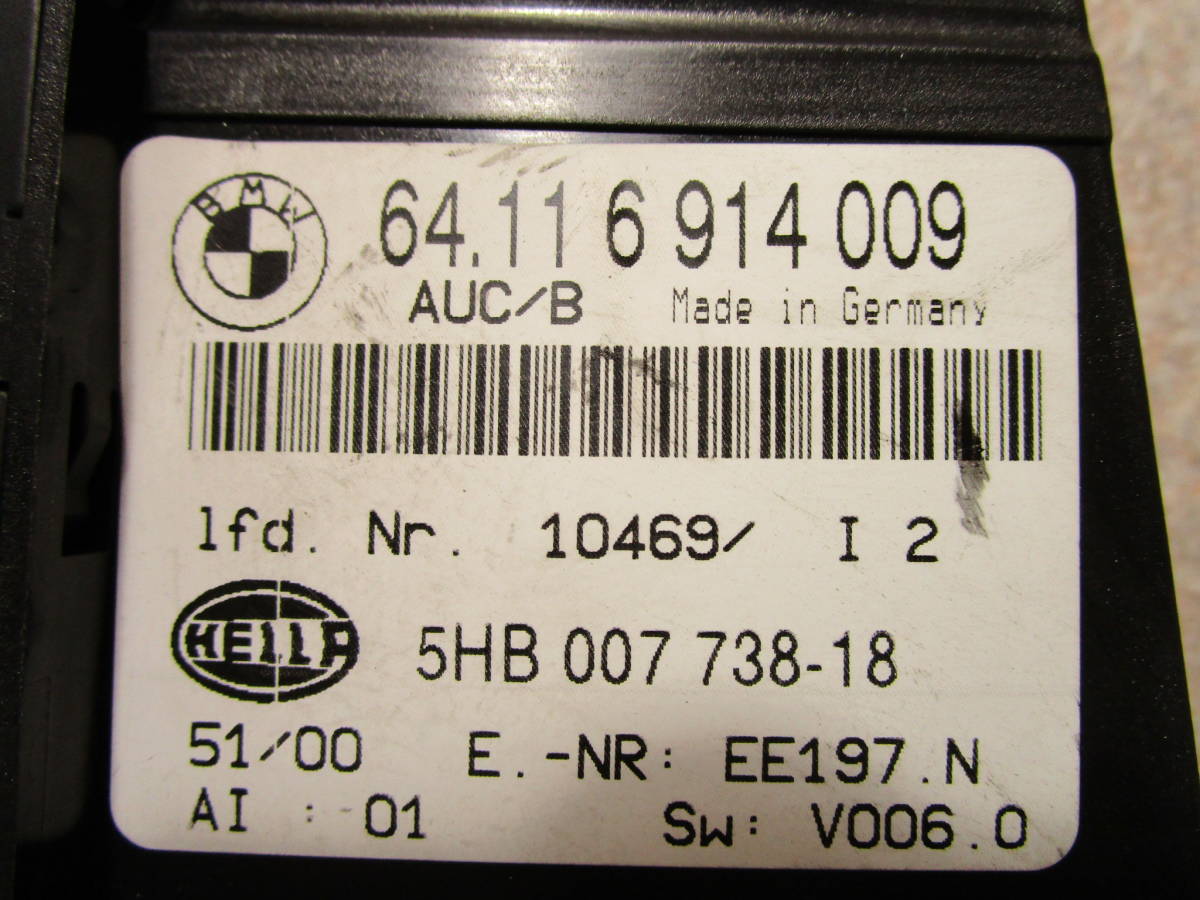 BMW
64.11 6 914 009
AUC/B Made in Germany
lfd. Nr. 10469/ I 2
HELLA
5HB 007 738-18
51/00 E.-NR: EE197.N
AI : 01 Sw: V006.0